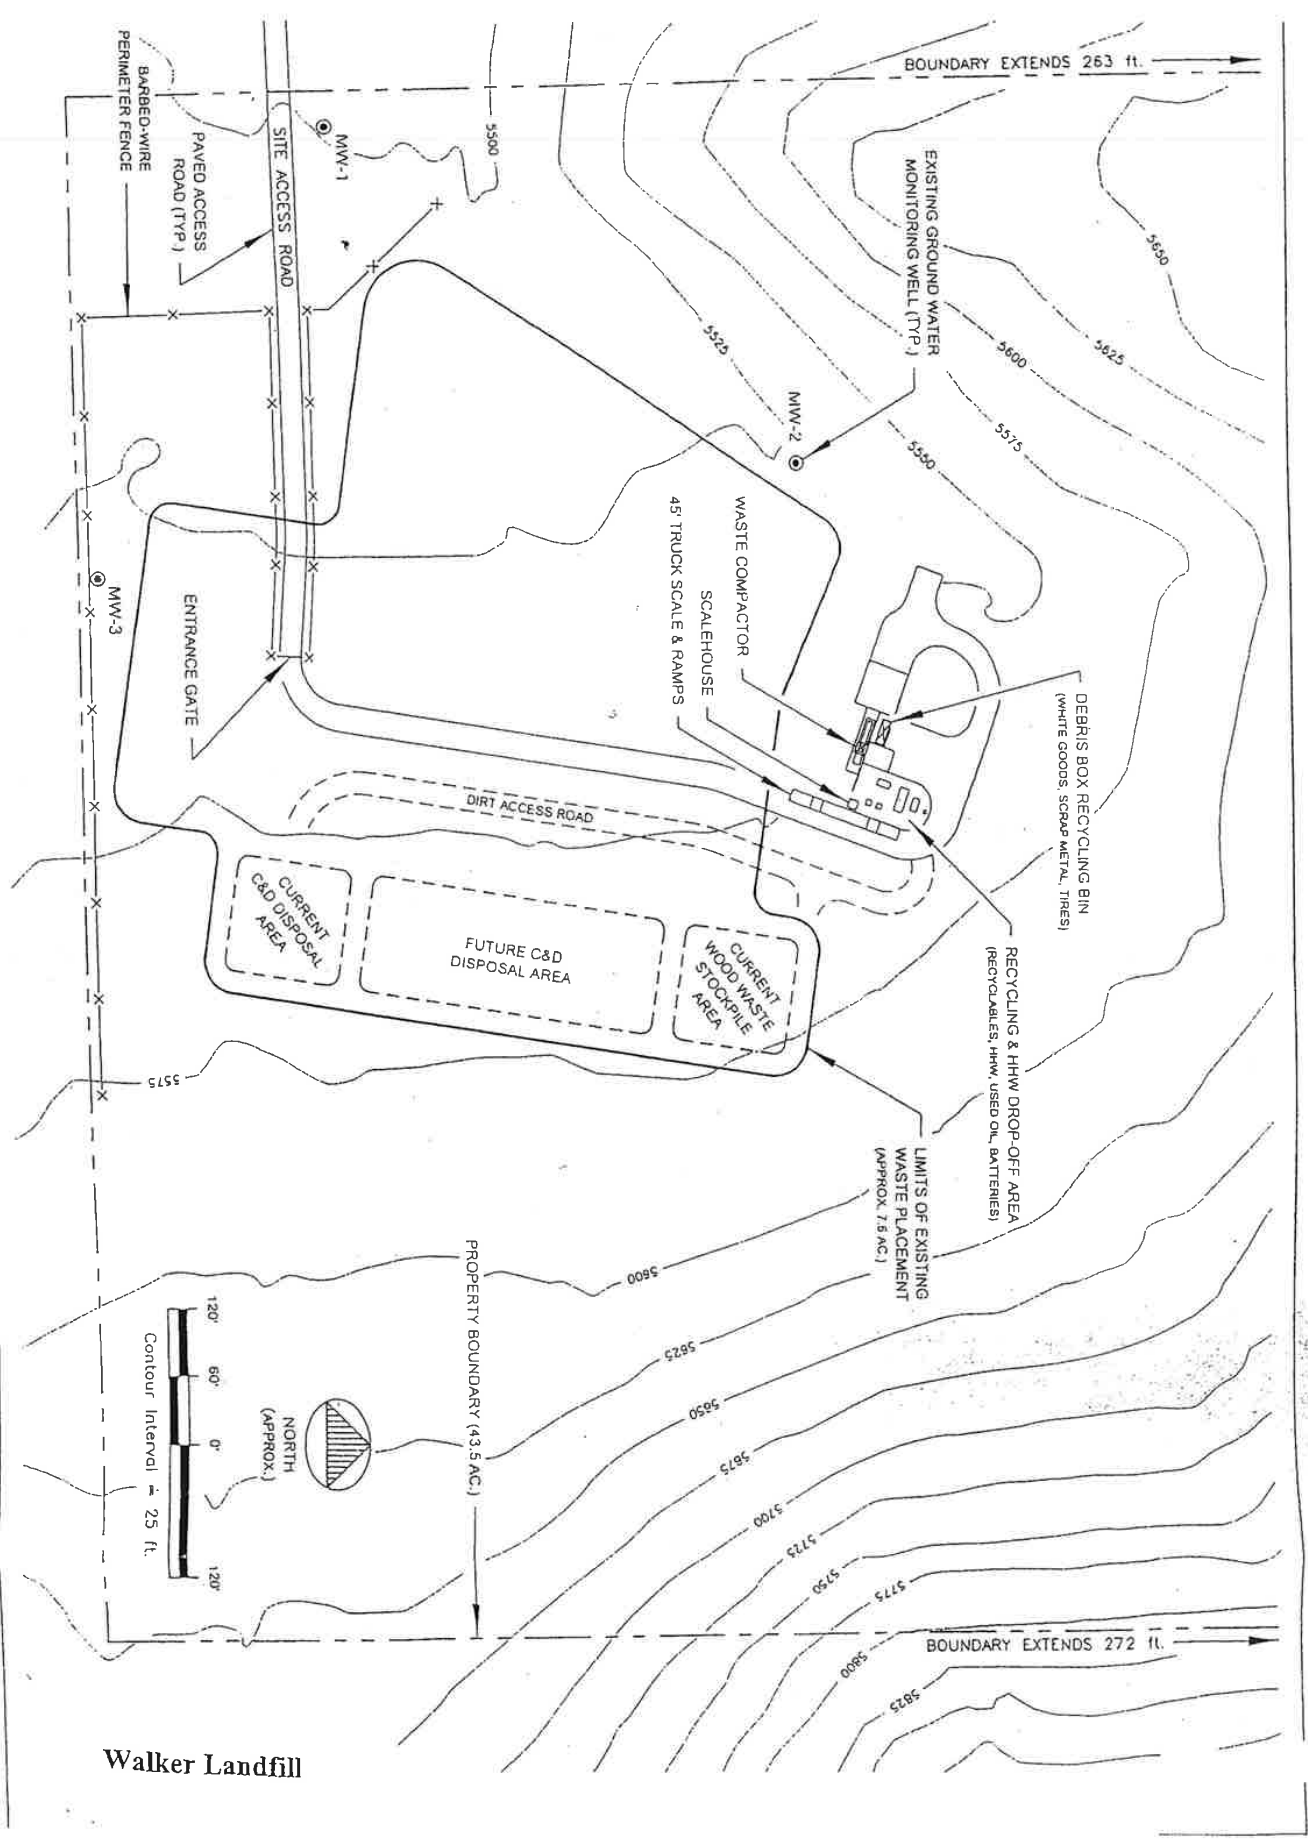 BOUNDARY EXTENDS 263 ft.
BARBED-WIRE
PERIMETER FENCE
PAVED ACCESS
ROAD (TYP.)
SITE ACCESS ROAD
MW-1
5500
EXISTING GROUND WATER
MONITORING WELL (TYP.)
5650
5625
5600
5575
5550
5525
MW-2
WASTE COMPACTOR
SCALEHOUSE
45' TRUCK SCALE & RAMPS
ENTRANCE GATE
MW-3
DEBRIS BOX RECYCLING BIN
(WHITE GOODS, SCRAP METAL, TIRES)
DIRT ACCESS ROAD
CURRENT
C&D DISPOSAL
AREA
FUTURE C&D
DISPOSAL AREA
CURRENT
WOOD WASTE
STOCKPILE
AREA
RECYCLING & HHW DROP-OFF AREA
(RECYCLABLES, HHW, USED OIL, BATTERIES)
LIMITS OF EXISTING
WASTE PLACEMENT
(APPROX. 7.6 AC.)
5575
5600
5625
5650
5675
5700
5725
5750
5775
5800
5825
PROPERTY BOUNDARY (43.5 AC.)
NORTH
(APPROX.)
120' 60' 0' 120'
Contour Interval = 25 ft.
BOUNDARY EXTENDS 272 ft.
Walker Landfill